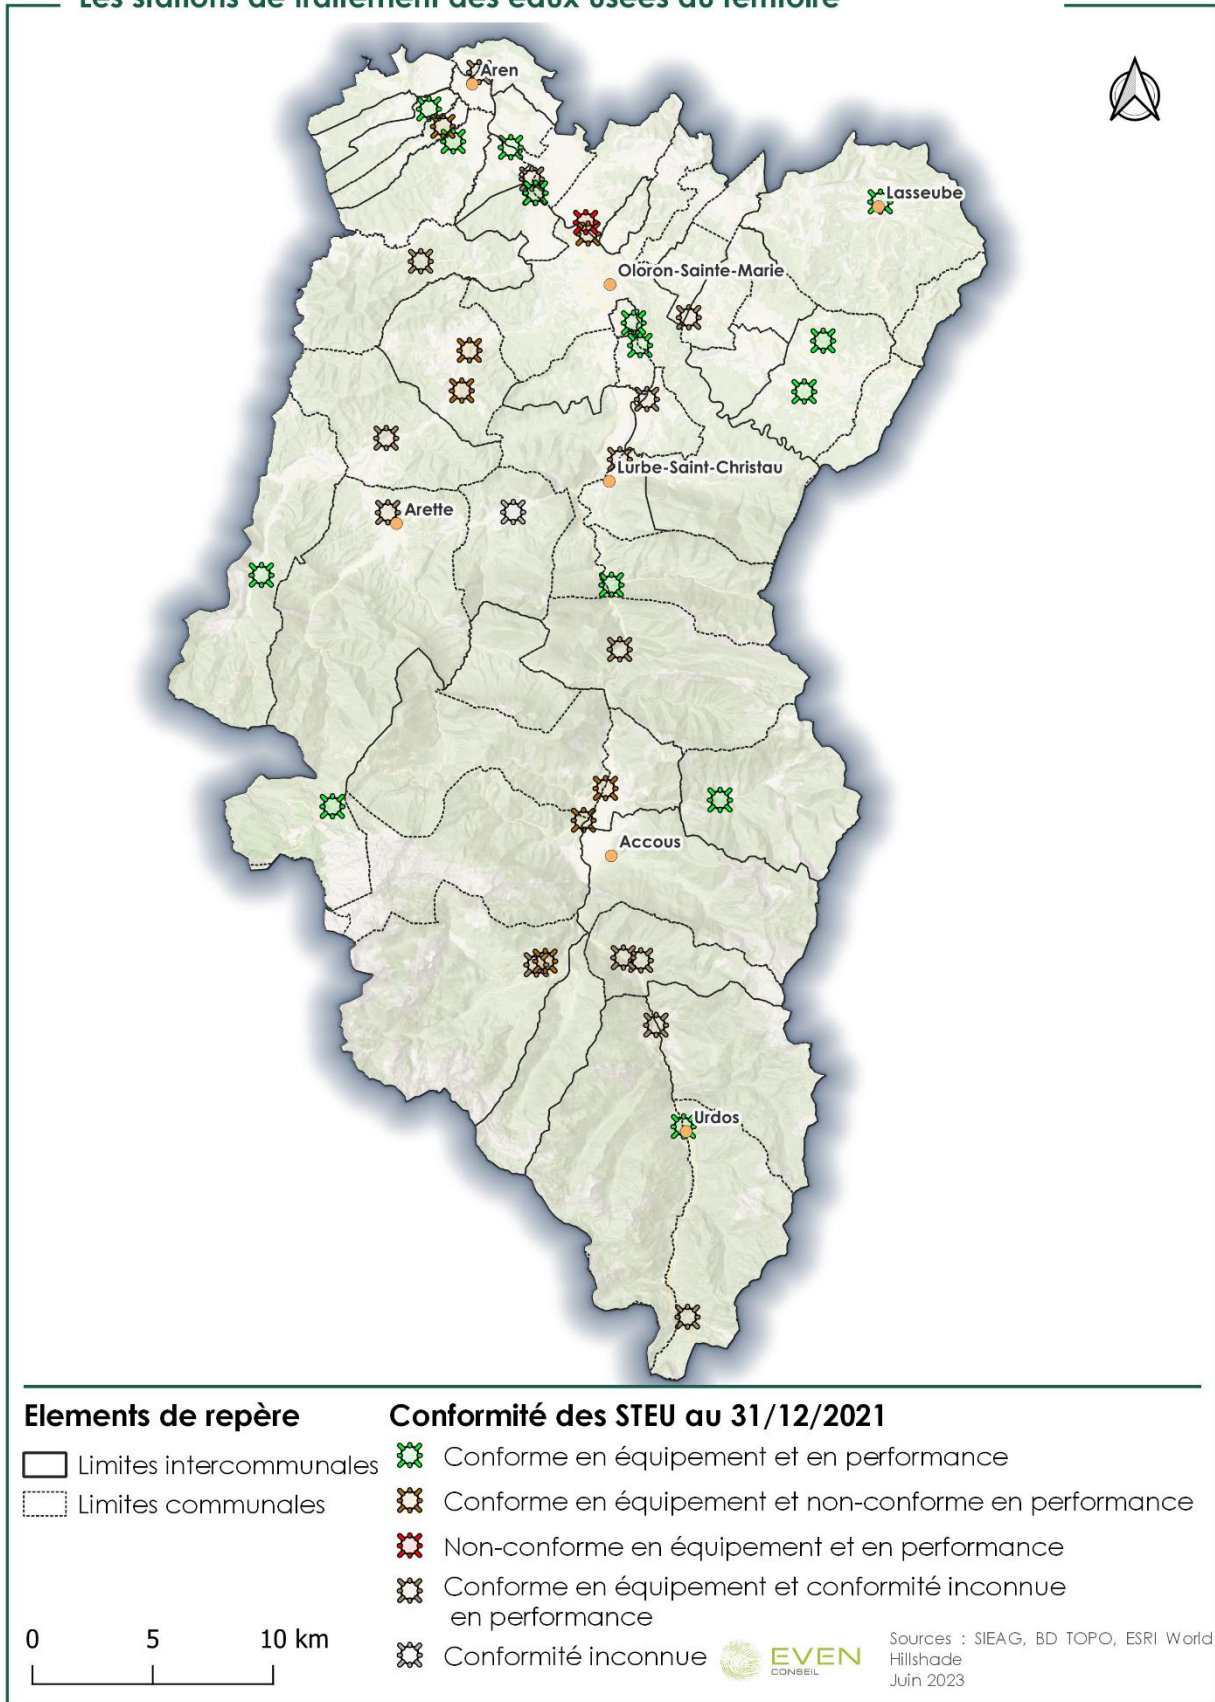 Les stations de traitement des eaux usées du territoire
Aren
Lasseube
Oloron-Sainte-Marie
Lurbe-Saint-Christau
Arette
Accous
Urdos
Elements de repère
Limites intercommunales
Limites communales
0 5 10 km
Conformité des STEU au 31/12/2021
Conforme en équipement et en performance
Conforme en équipement et non-conforme en performance
Non-conforme en équipement et en performance
Conforme en équipement et conformité inconnue
en performance
Conformité inconnue
EVEN
CONSEIL
Sources : SIEAG, BD TOPO, ESRI World
Hillshade
Juin 2023